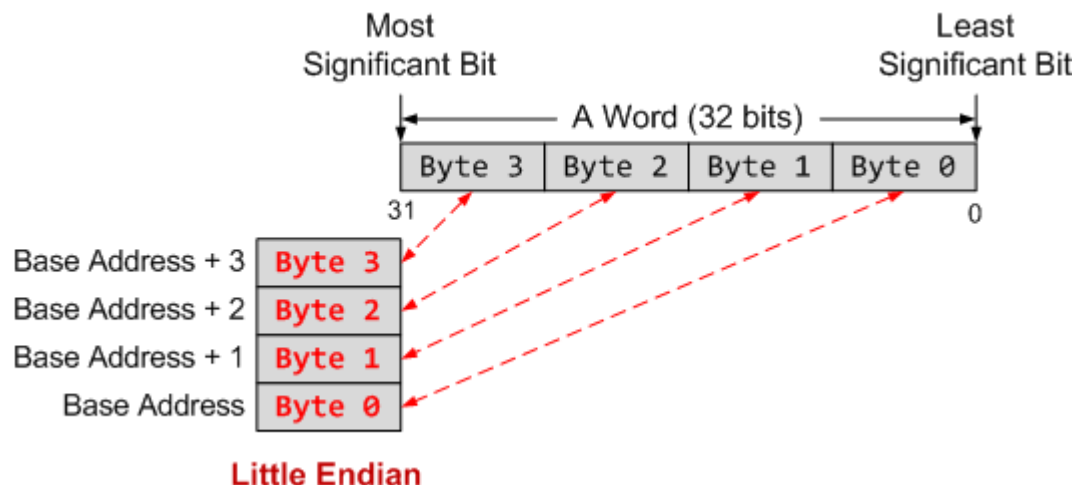 Most
Significant Bit
Least
Significant Bit
A Word (32 bits)
Byte 3 Byte 2 Byte 1 Byte 0
31 0
Base Address + 3 Byte 3
Base Address + 2 Byte 2
Base Address + 1 Byte 1
Base Address Byte 0
Little Endian